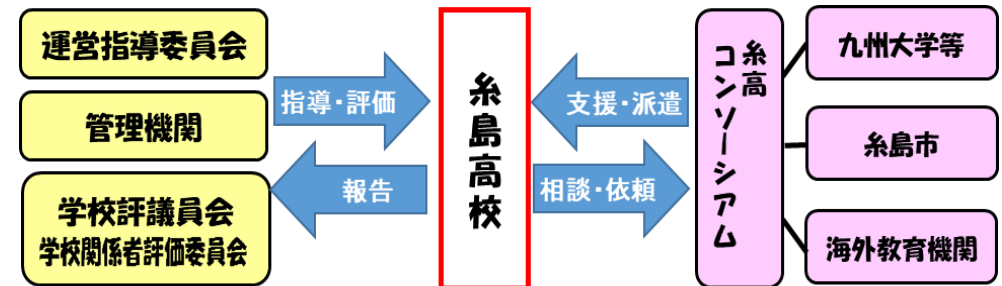 運営指導委員会
管理機関
学校評議員会
学校関係者評価委員会
指導・評価
報告
糸島高校
支援・派遣
相談・依頼
糸高
コンソーシアム
九州大学等
糸島市
海外教育機関